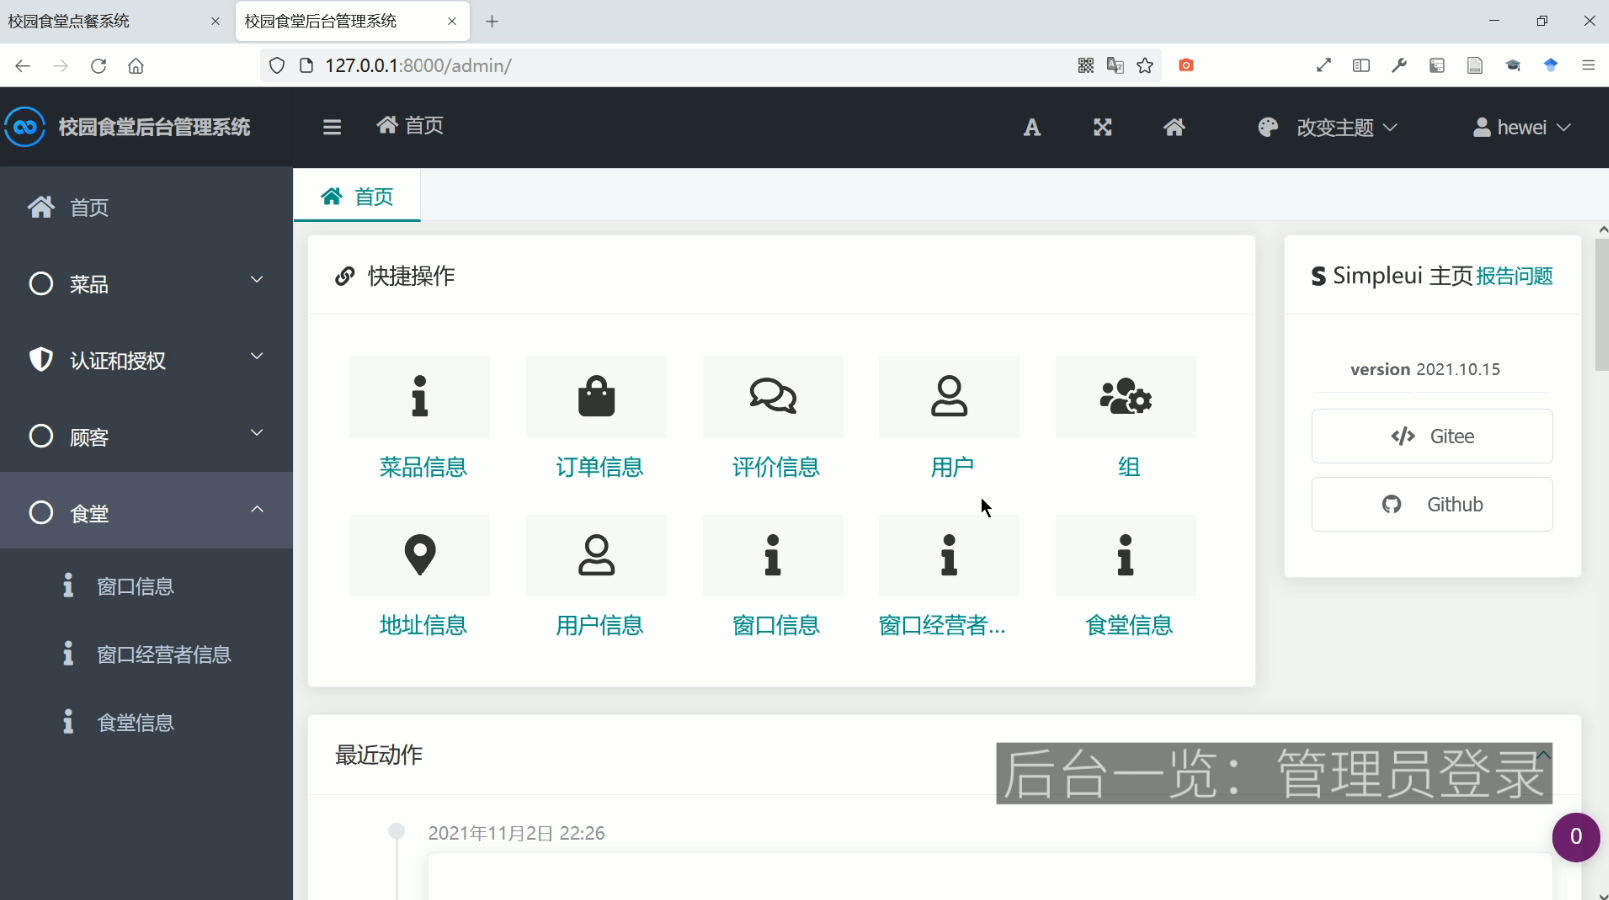 校园食堂点餐系统
校园食堂后台管理系统
127.0.0.1:8000/admin/
校园食堂后台管理系统
首页
改变主题
hewei
首页
菜品
认证和授权
顾客
食堂
窗口信息
窗口经营者信息
食堂信息
首页
快捷操作
菜品信息
订单信息
评价信息
用户
组
地址信息
用户信息
窗口信息
窗口经营者...
食堂信息
Simpleui 主页
报告问题
version 2021.10.15
Gitee
Github
最近动作
后台一览：管理员登录
2021年11月2日 22:26
0